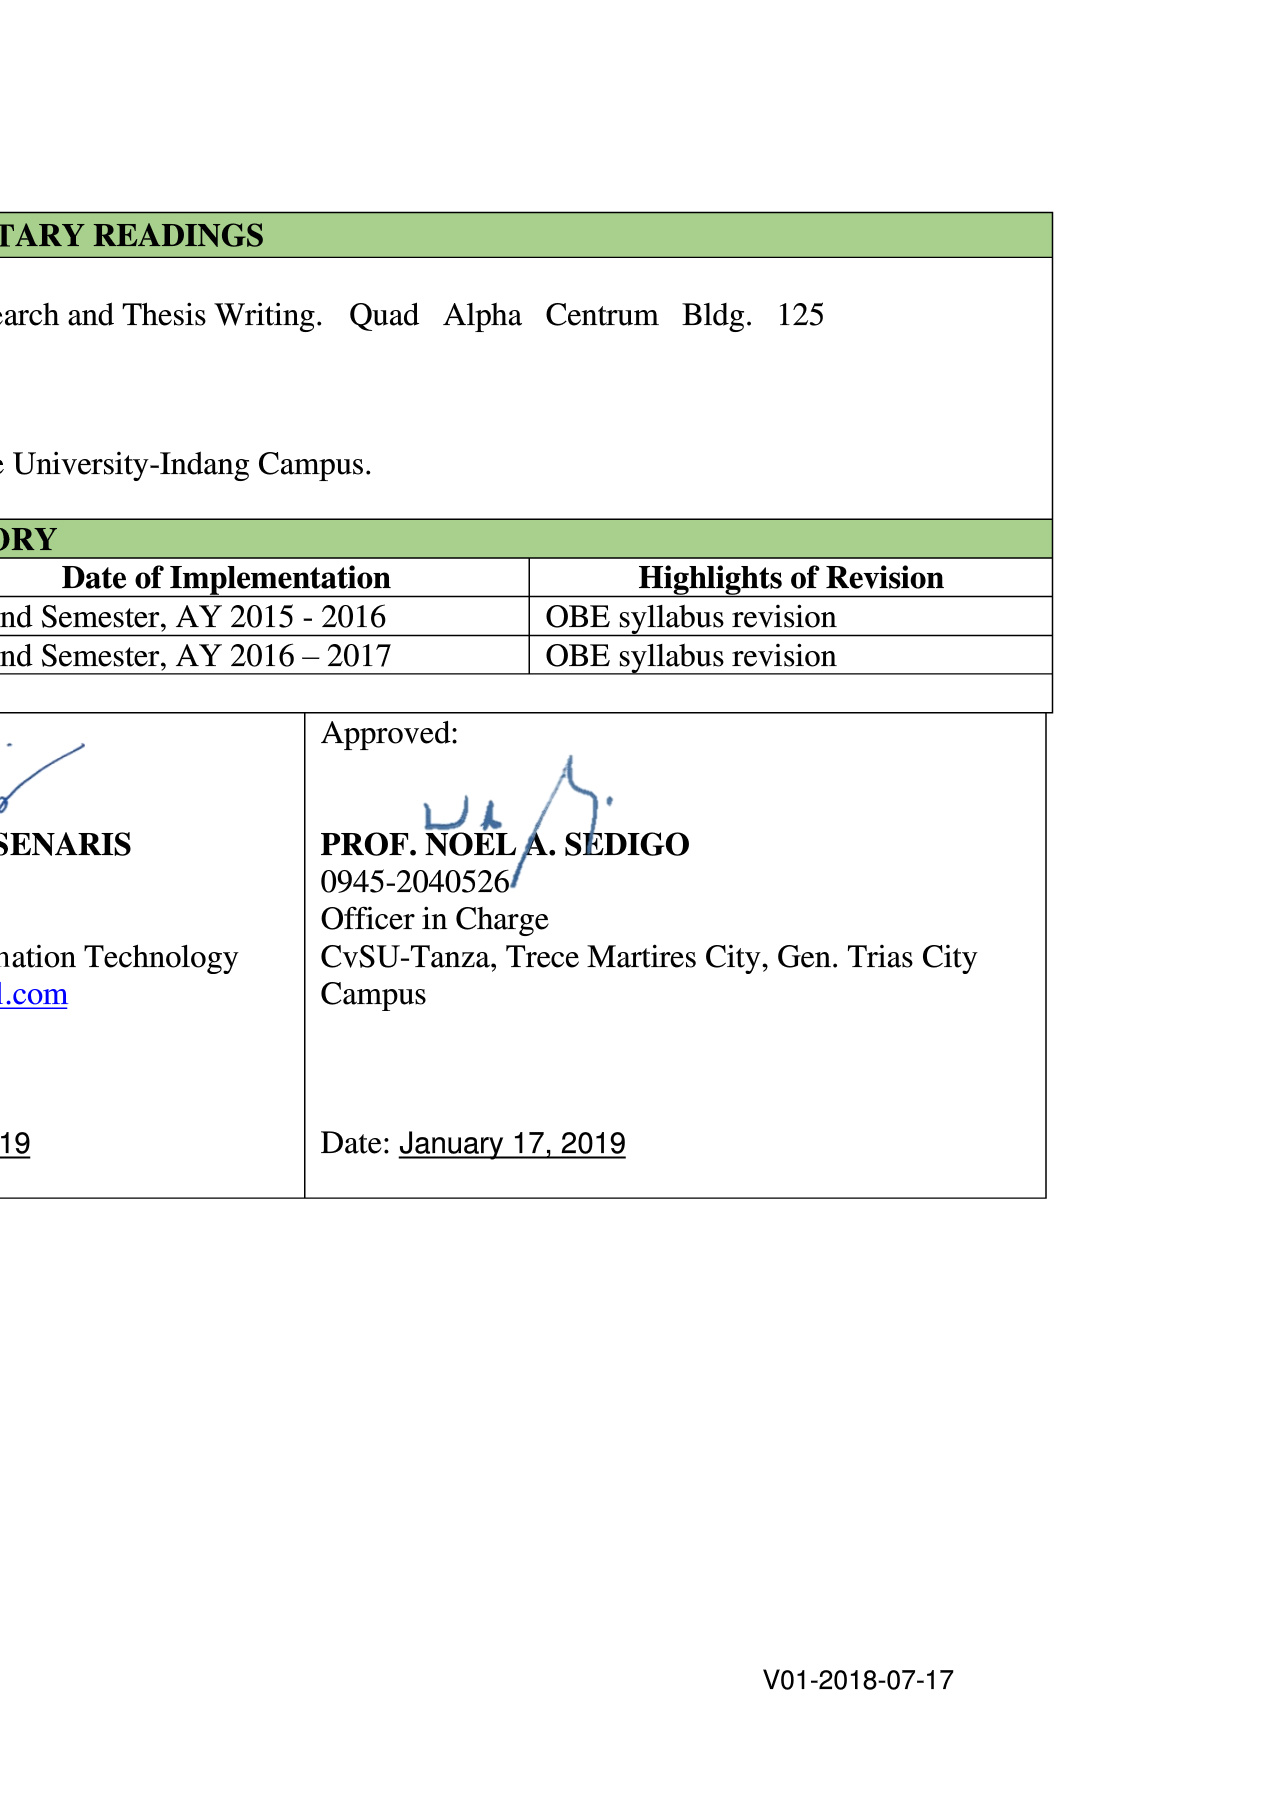 TARY READINGS
earch and Thesis Writing. Quad Alpha Centrum Bldg. 125
e University-Indang Campus.
ORY
Date of Implementation Highlights of Revision
nd Semester, AY 2015 - 2016 OBE syllabus revision
nd Semester, AY 2016 – 2017 OBE syllabus revision
Approved:
SENARIS PROF. NOEL A. SEDIGO
0945-2040526
Officer in Charge
nation Technology CvSU-Tanza, Trece Martires City, Gen. Trias City
l.com Campus
19 Date: January 17, 2019
V01-2018-07-17